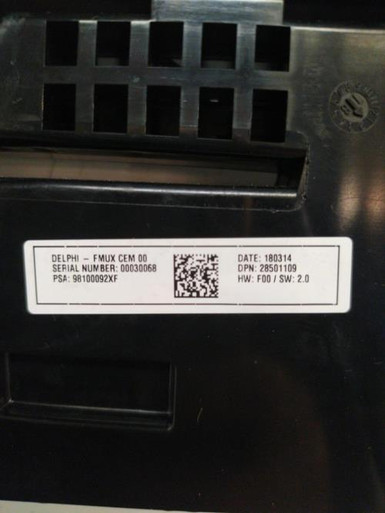 DELPHI - FMUX CEM 00
SERIAL NUMBER: 00030068
PSA: 98100092XF
DATE: 180314
DPN: 28501109
HW: F00 / SW: 2.0